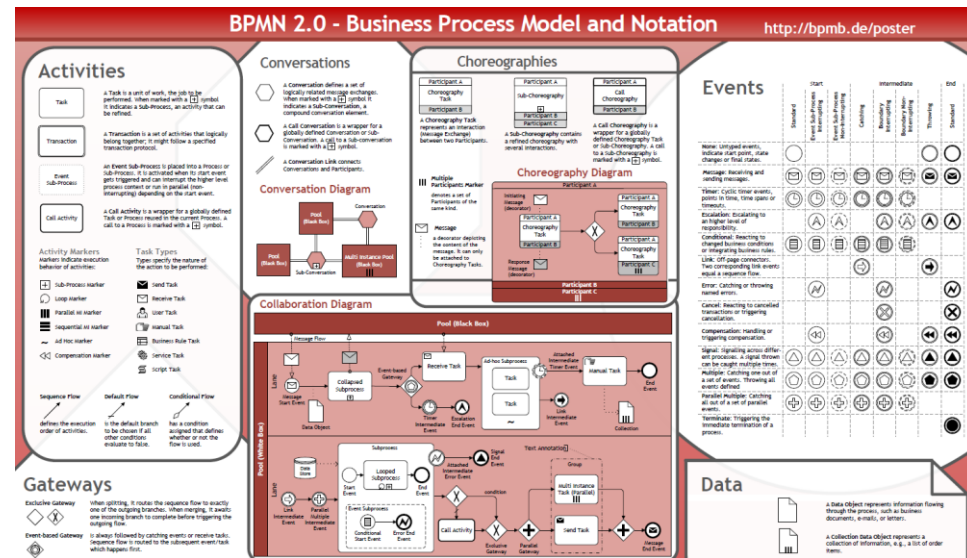 BPMN 2.0 - Business Process Model and Notation
http://bpmb.de/poster
Activities
Task
A Task is a unit of work, the job to be
performed. When marked with a symbol
it indicates a Sub-Process, an activity that can
be refined.
Transaction
A Transaction is a set of activities that logically
belong together; it might follow a specified
transaction protocol.
Event
Sub-Process
An Event Sub-Process is placed into a Process or
Sub-Process. It is activated when its start event
gets triggered and can interrupt the higher level
process context or run in parallel (non-
interrupting) depending on the start event.
Call Activity
A Call Activity is a wrapper for a globally defined
Task or Process reused in the current Process. A
call to a Process is marked with a symbol.
Activity Markers
Markers indicate execution
behavior of activities:
Sub-Process Marker
Loop Marker
Parallel MI Marker
Sequential MI Marker
Ad Hoc Marker
Compensation Marker
Task Types
Types specify the nature of
the action to be performed:
Send Task
Receive Task
User Task
Manual Task
Business Rule Task
Service Task
Script Task
Sequence Flow
defines the execution
order of activities.
Default Flow
is the default branch
to be chosen if all
other conditions
evaluate to false.
Conditional Flow
has a condition
assigned that defines
whether or not the
flow is used.
Gateways
Exclusive Gateway
When splitting, it routes the sequence flow to exactly
one of the outgoing branches. When merging, it awaits
one incoming branch to complete before triggering the
outgoing flow.
Event-based Gateway
is always followed by catching events or receive tasks.
Sequence flow is routed to the subsequent event/task
which happens first.
Conversations
A Conversation defines a set of
logically related message exchanges.
When marked with a symbol it
indicates a Sub-Conversation, a
compound conversation element.
A Call Conversation is a wrapper for a
globally defined Conversation or Sub-
Conversation. A call to a Sub-conversation
is marked with a symbol.
A Conversation Link connects
Conversations and Participants.
Conversation Diagram
Conversation
Pool
(Black Box)
Pool
(Black Box)
Multi Instance Pool
(Black Box)
Sub-Conversation
Choreographies
Participant A
Choreography
Task
Participant B
A Choreography Task
represents an interaction
(Message Exchange)
between two Participants.
Participant A
Sub-Choreography
Participant B
Participant C
A Sub-Choreography contains
a refined choreography with
several interactions.
Participant A
Call
Choreography
Participant B
A Call Choreography is a
wrapper for a globally
defined Choreography Task
or Sub-Choreography. A call
to a Sub-Choreography is
marked with a symbol.
Multiple
Participants Marker
denotes a set of
Participants of the
same kind.
Message
a decorator depicting
the content of the
message. It can only
be attached to
Choreography Tasks.
Choreography Diagram
Participant A
Initiating
Message
(decorator)
Participant A
Choreography
Task
Participant B
Response
Message
(decorator)
Participant A
Choreography
Task
Participant B
Participant A
Choreography
Task
Participant C
Participant B
Participant C
Collaboration Diagram
Pool (Black Box)
Message Flow
Pool (White Box)
Lane
Message
Start Event
Collapsed
Subprocess
Data Object
Event-based
Gateway
Receive Task
Timer
Intermediate
Event
Escalation
End Event
Ad-hoc Subprocess
Task
Task
Attached
Intermediate
Timer Event
Manual Task
End
Event
Link
Intermediate
Event
Collection
Lane
Data
Store
Link
Intermediate
Event
Parallel
Multiple
Intermediate
Event
Subprocess
Start
Event
Looped
Subprocess
End
Event
Event Subprocess
Conditional
Start Event
Error End
Event
Attached
Intermediate
Error Event
Signal
End
Event
condition
Call Activity
Exclusive
Gateway
Parallel
Gateway
Text Annotation
Group
Multi Instance
Task (Parallel)
Send Task
Message
End Event
Events
Start
Intermediate
End
Standard
Event Sub-Process
Interrupting
Event Sub-Process
Non-Interrupting
Catching
Boundary
Interrupting
Boundary Non-
Interrupting
Throwing
Standard
None: Untyped events,
indicate start point, state
changes or final states.
Message: Receiving and
sending messages.
Timer: Cyclic timer events,
points in time, time spans or
timeouts.
Escalation: Escalating to
an higher level of
responsibility.
Conditional: Reacting to
changed business conditions
or integrating business rules.
Link: Off-page connectors.
Two corresponding link events
equal a sequence flow.
Error: Catching or throwing
named errors.
Cancel: Reacting to cancelled
transactions or triggering
cancellation.
Compensation: Handling or
triggering compensation.
Signal: Signalling across differ-
ent processes. A signal thrown
can be caught multiple times.
Multiple: Catching one out of
a set of events. Throwing all
events defined
Parallel Multiple: Catching
all out of a set of parallel
events.
Terminate: Triggering the
immediate termination of a
process.
Data
A Data Object represents information flowing
through the process, such as business
documents, e-mails, or letters.
A Collection Data Object represents a
collection of information, e.g., a list of order
items.